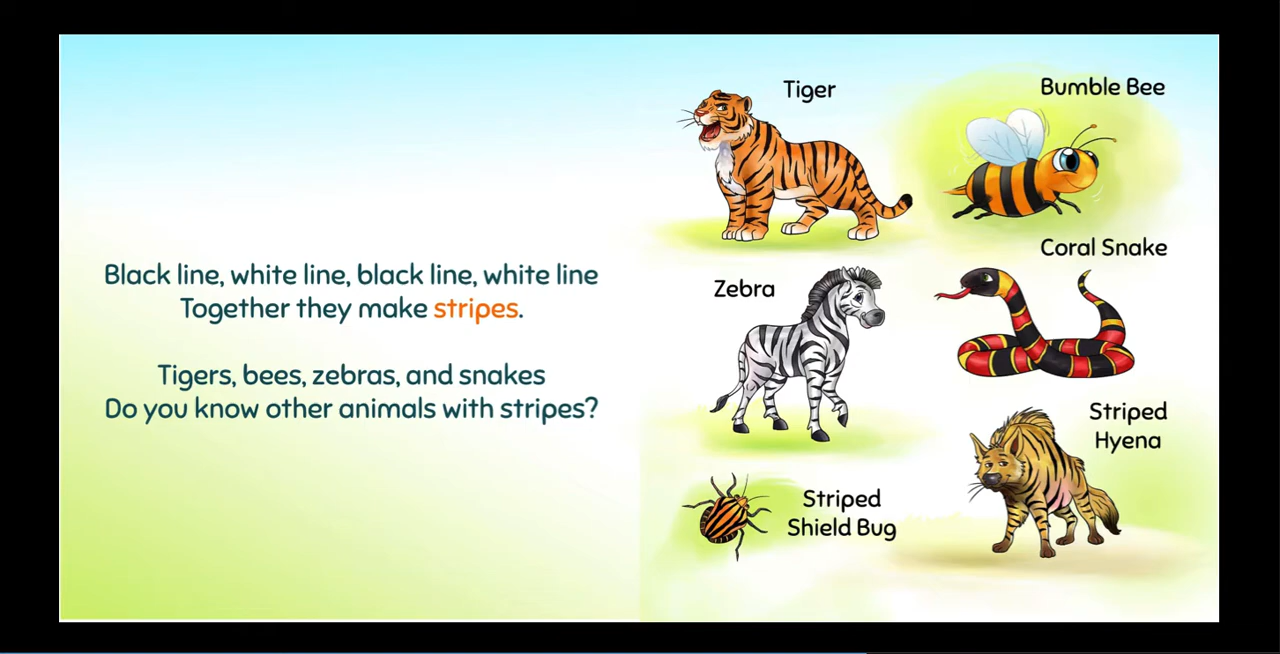 Black line, white line, black line, white line
Together they make stripes.
Tigers, bees, zebras, and snakes
Do you know other animals with stripes?
Tiger
Bumble Bee
Zebra
Coral Snake
Striped
Shield Bug
Striped
Hyena